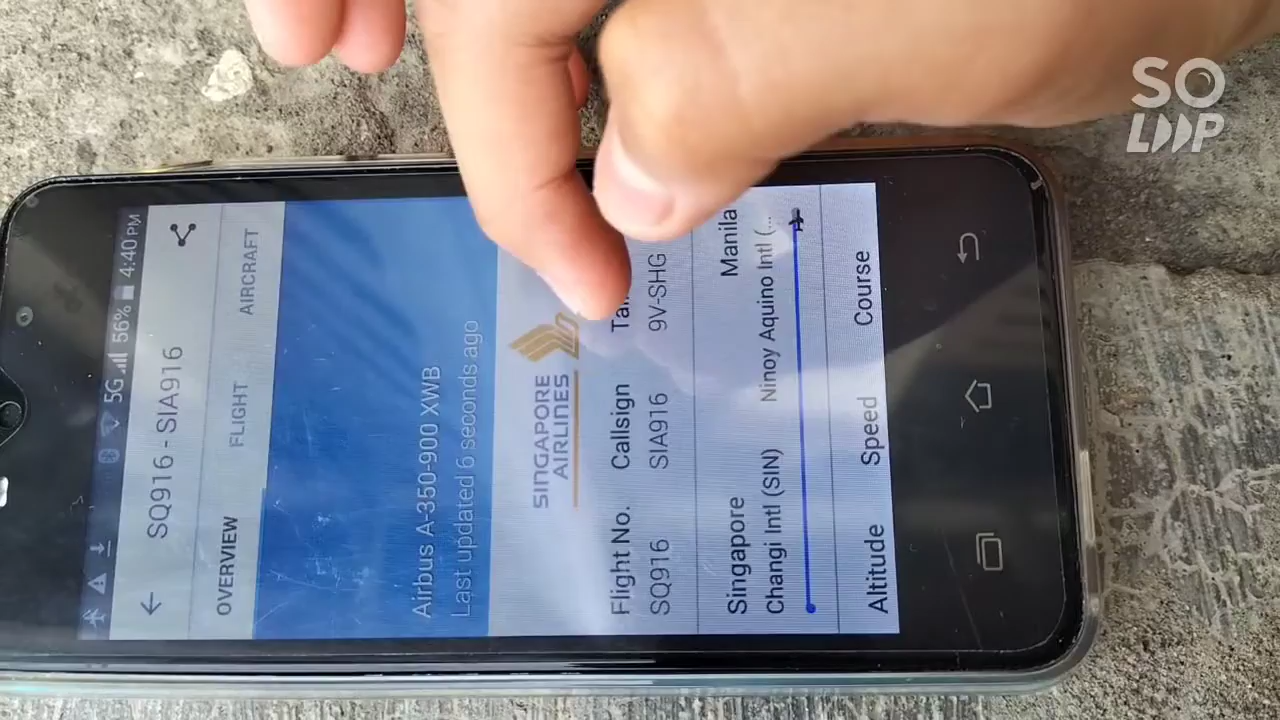 5G 56% 4:40 PM
SQ916 - SIA916
OVERVIEW FLIGHT AIRCRAFT
Airbus A-350-900 XWB
Last updated 6 seconds ago
SINGAPORE
AIRLINES
Flight No. Callsign
SQ916 SIA916 9V-SHG
Singapore Manila
Changi Intl (SIN) Ninoy Aquino Intl (...
Altitude Speed Course
SO
LOOP